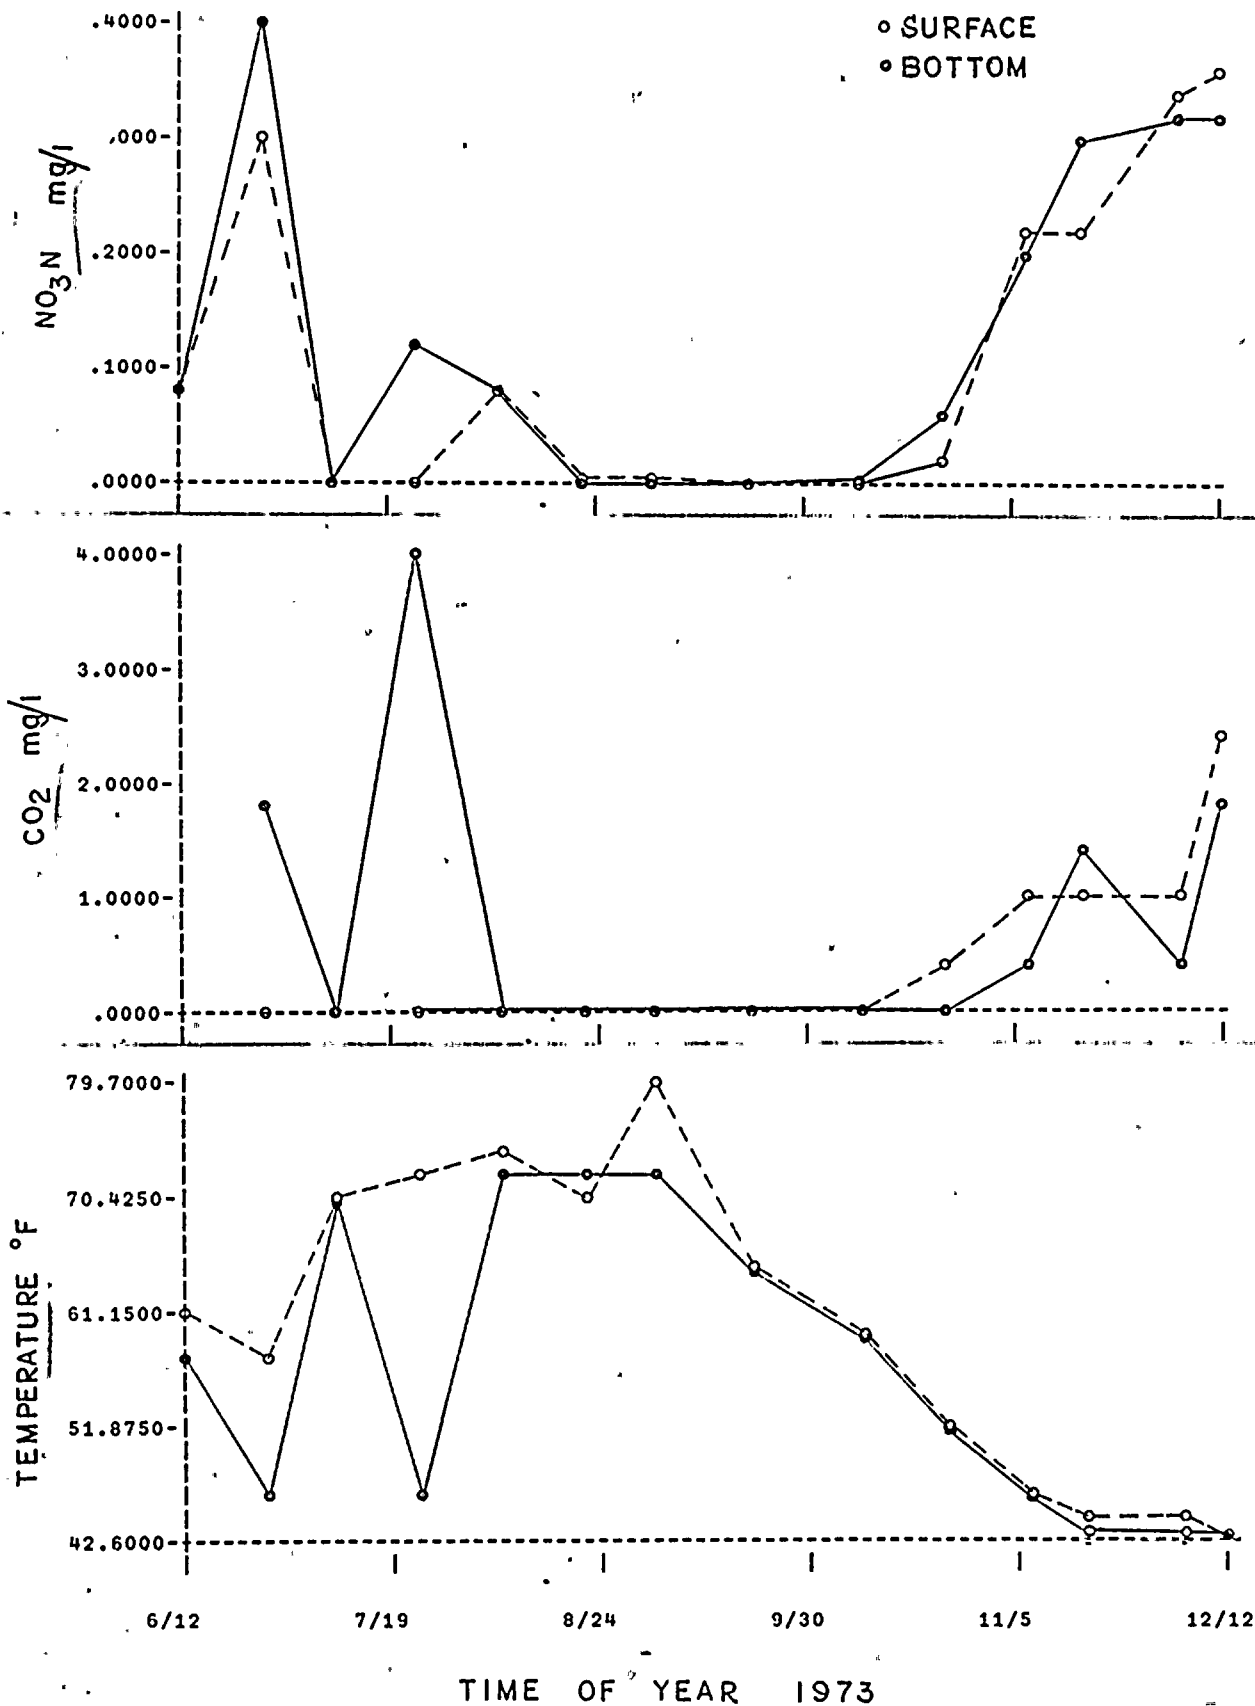 SURFACE
BOTTOM
NO3N mg/l
.4000-
,000-
.2000-
.1000-
.0000-
CO2 mg/l
4.0000-
3.0000-
2.0000-
1.0000-
.0000-
TEMPERATURE °F
79.7000-
70.4250-
61.1500-
51.8750-
42.6000-
6/12 7/19 8/24 9/30 11/5 12/12
TIME OF YEAR 1973